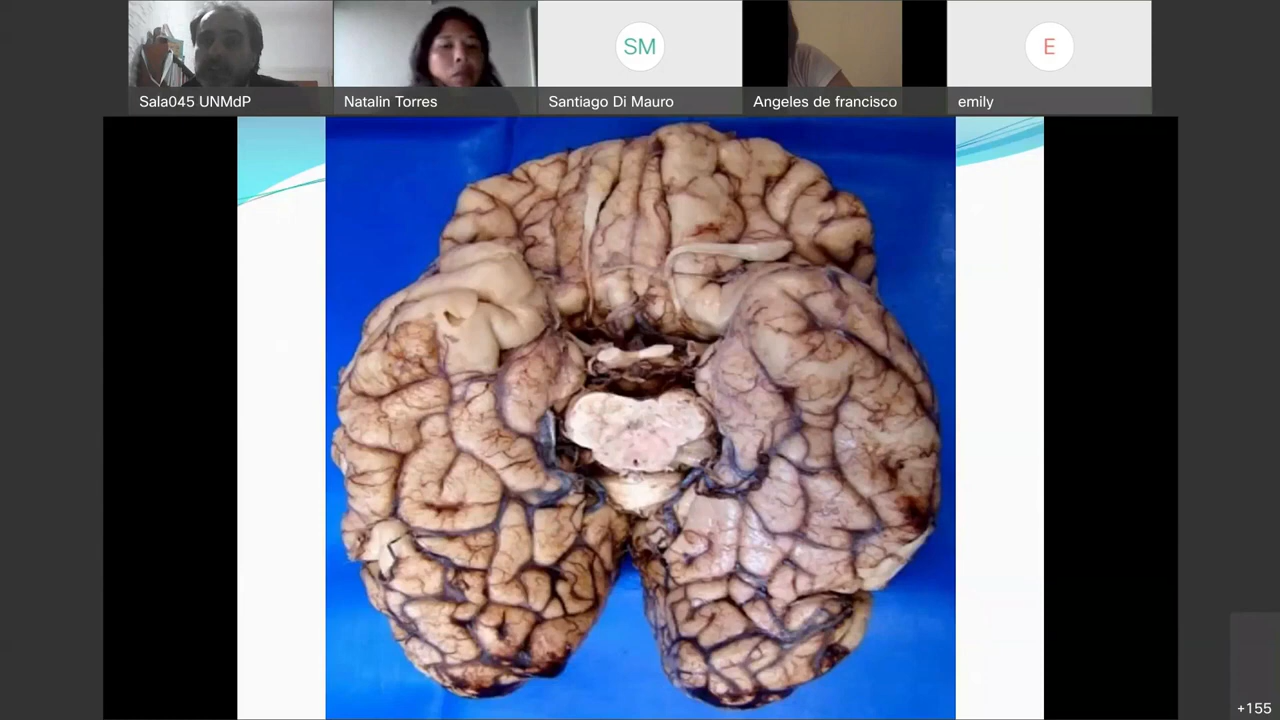 SM
E
Sala045 UNMdP
Natalin Torres
Santiago Di Mauro
Angeles de francisco
emily
+155